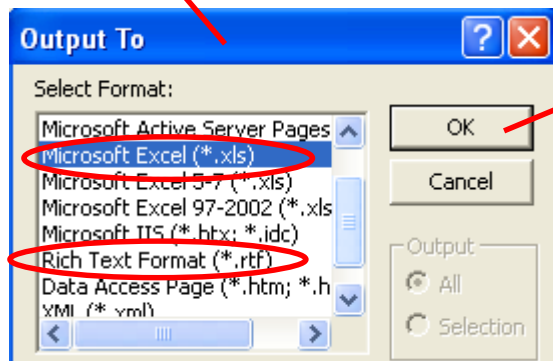 Output To
Select Format:
Microsoft Active Server Pages
Microsoft Excel (*.xls)
Microsoft Excel 5-7 (*.xls)
Microsoft Excel 97-2002 (*.xls
Microsoft IIS (*.htx; *.idc)
Rich Text Format (*.rtf)
Data Access Page (*.htm; *.h
XML (*.xml)
OK
Cancel
Output
All
Selection